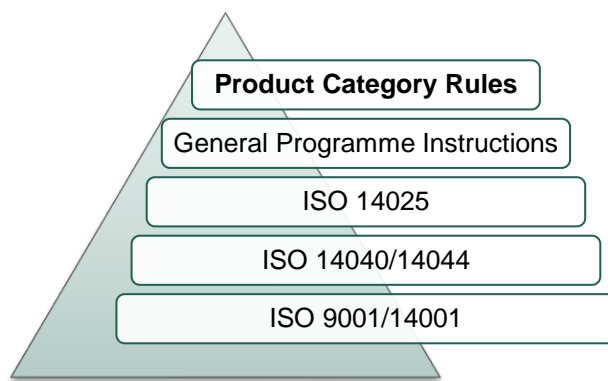 Product Category Rules
General Programme Instructions
ISO 14025
ISO 14040/14044
ISO 9001/14001